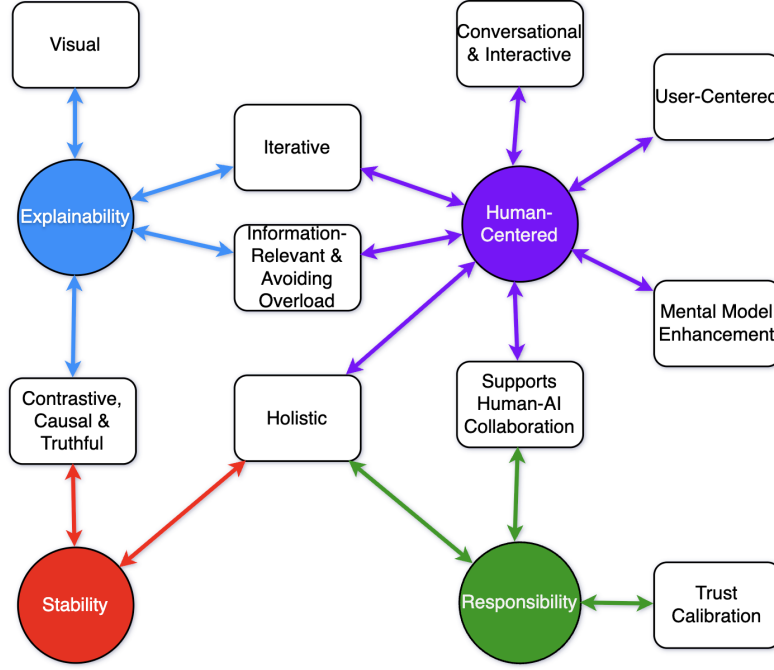 Visual
Conversational
& Interactive
User-Centered
Iterative
Explainability
Human-
Centered
Information-
Relevant &
Avoiding
Overload
Mental Model
Enhancement
Contrastive,
Causal &
Truthful
Holistic
Supports
Human-AI
Collaboration
Stability
Responsibility
Trust
Calibration